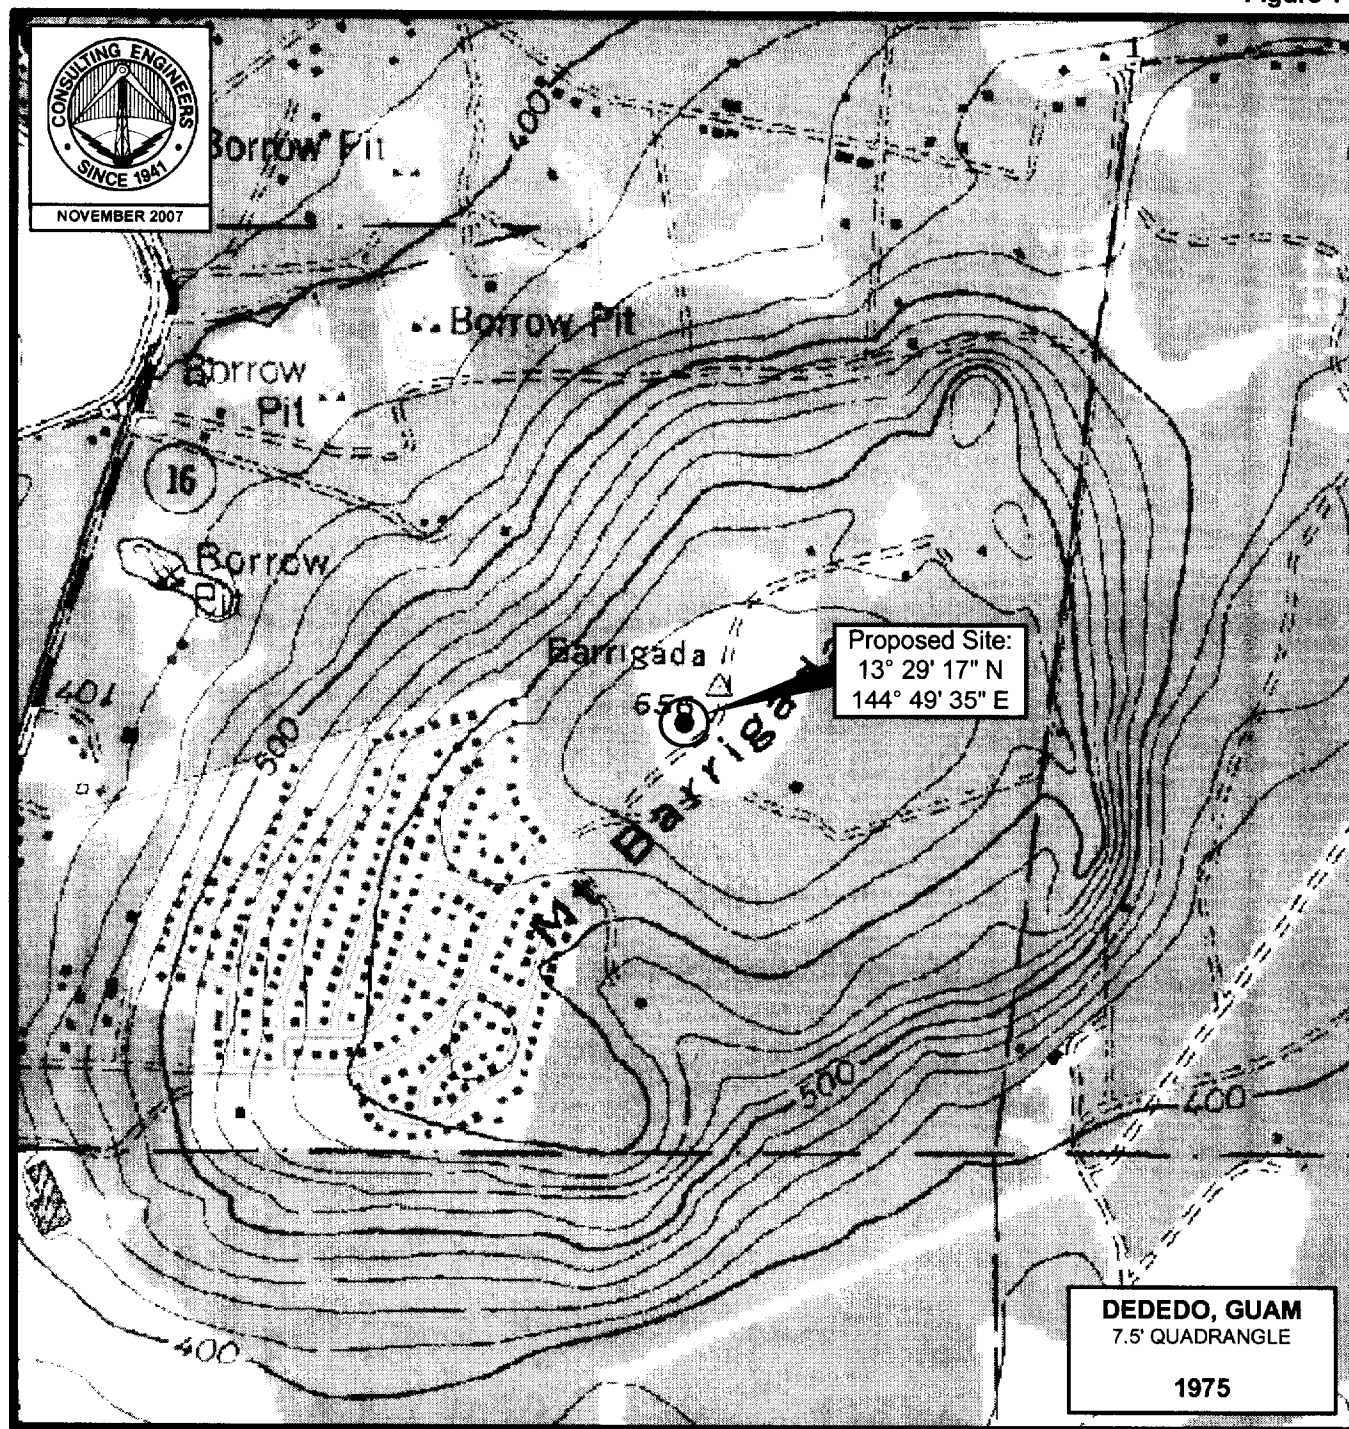 Figure 1
CONSULTING ENGINEERS
SINCE 1941
NOVEMBER 2007
400
Borrow Pit
Borrow Pit
Borrow
Pit
16
Borrow
Pit
Barrigada
Proposed Site:
13° 29' 17" N
144° 49' 35" E
401
656
500
Mt
500
400
400
DEDEDO, GUAM
7.5' QUADRANGLE
1975